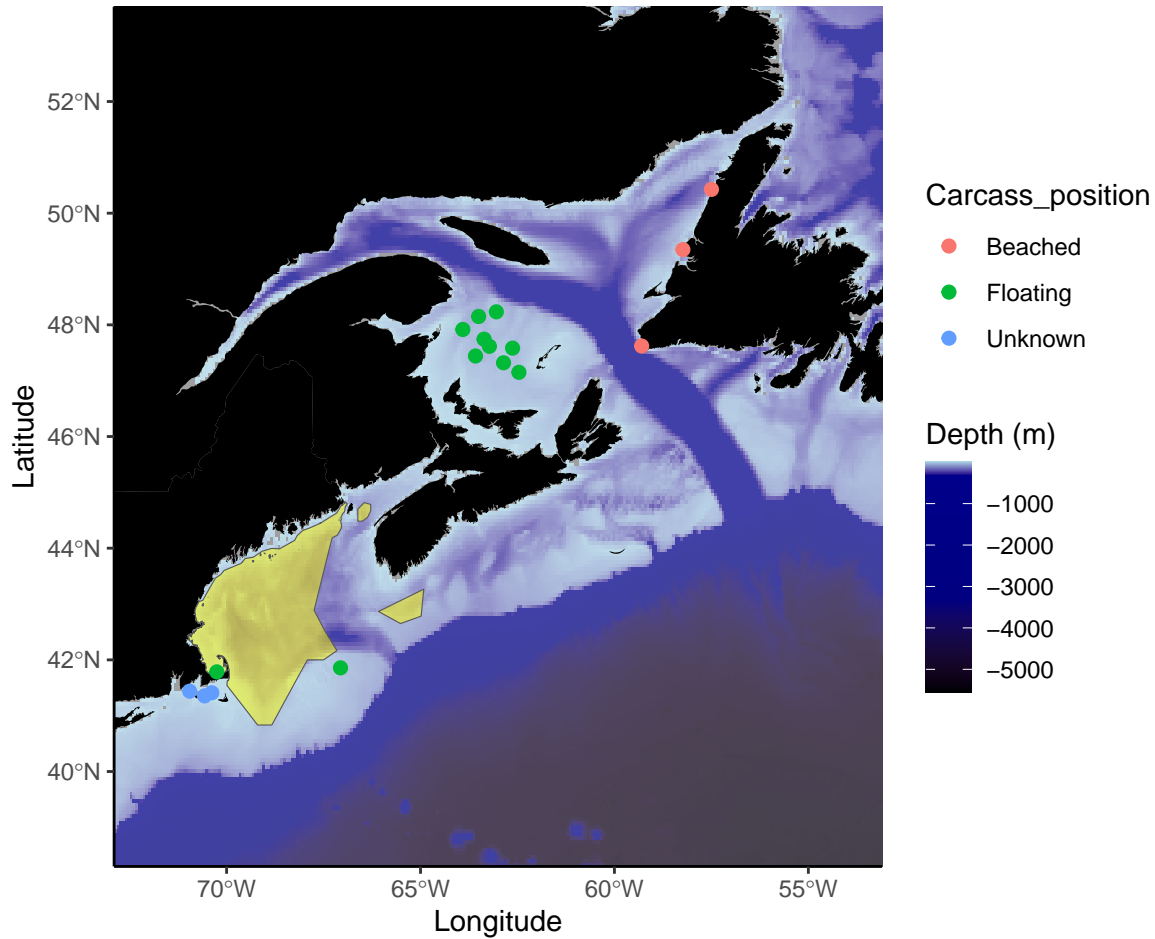 52°N
50°N
48°N
46°N
44°N
42°N
40°N
Latitude
70°W
65°W
60°W
55°W
Longitude
Carcass_position
Beached
Floating
Unknown
Depth (m)
−1000
−2000
−3000
−4000
−5000